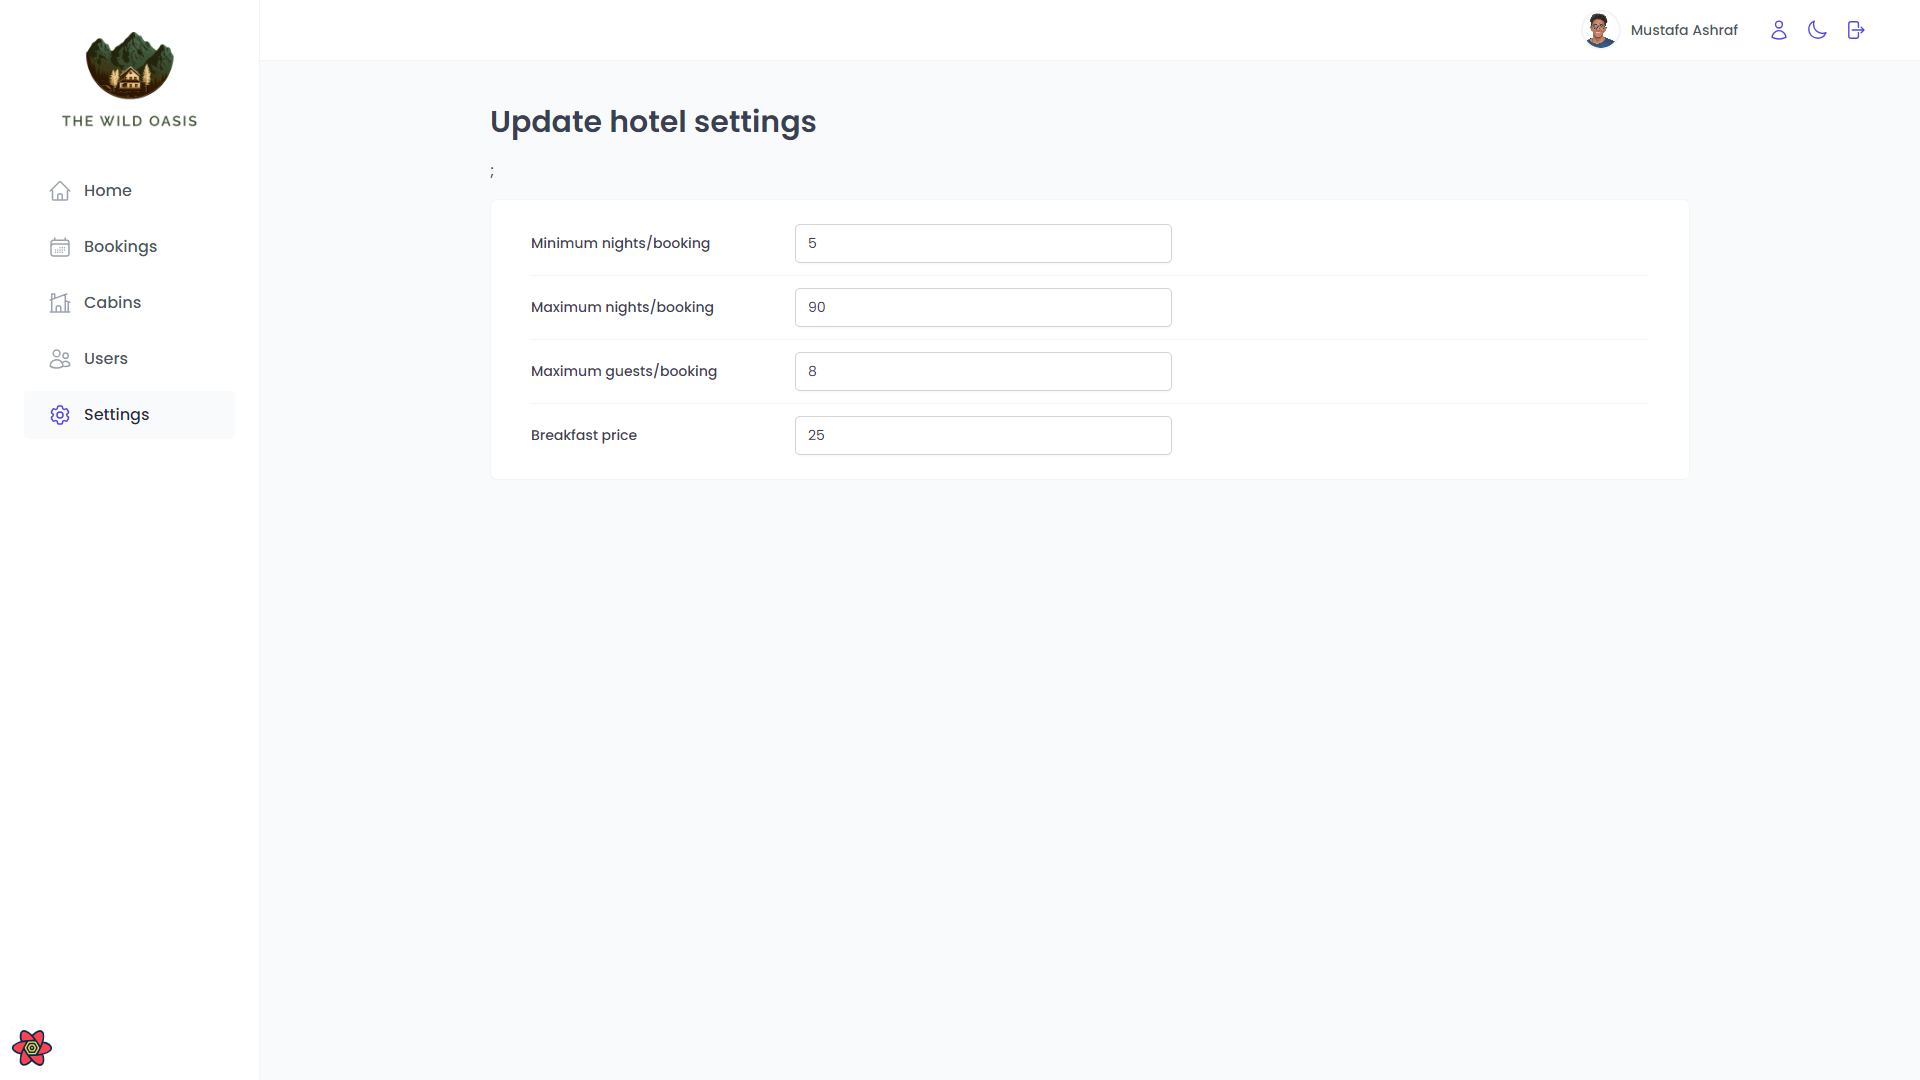 THE WILD OASIS
Home
Bookings
Cabins
Users
Settings
Mustafa Ashraf
Update hotel settings
;
Minimum nights/booking
5
Maximum nights/booking
90
Maximum guests/booking
8
Breakfast price
25